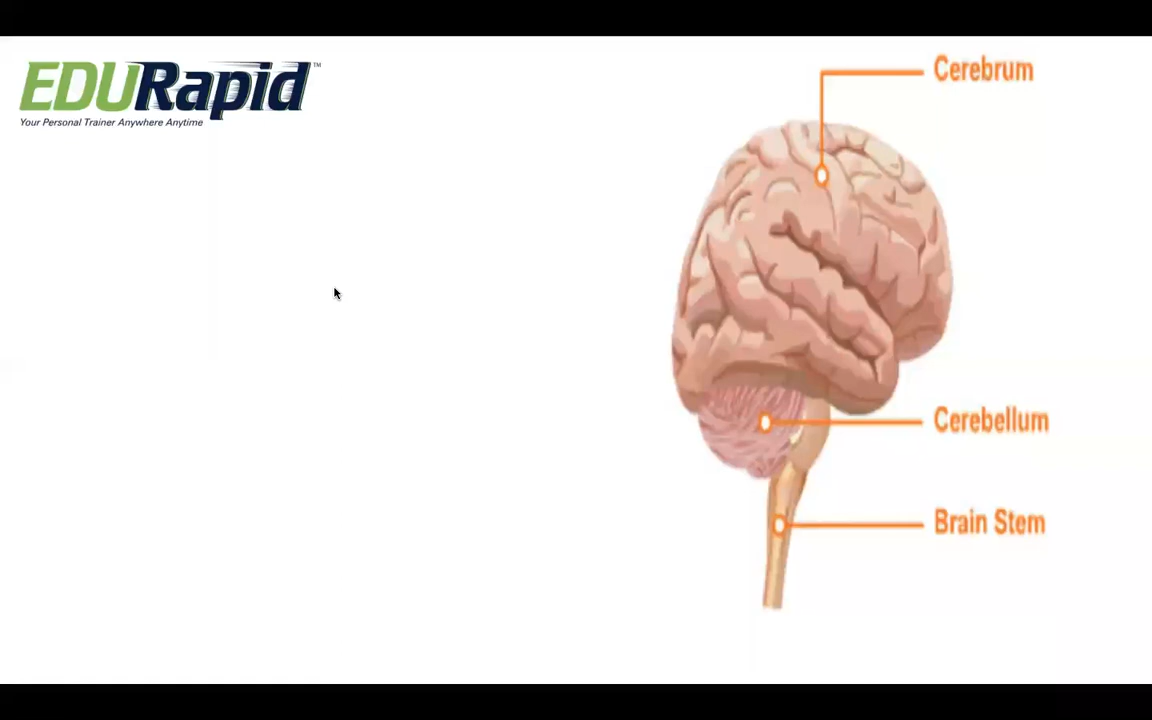 EDURapid™
Your Personal Trainer Anywhere Anytime
Cerebrum
Cerebellum
Brain Stem